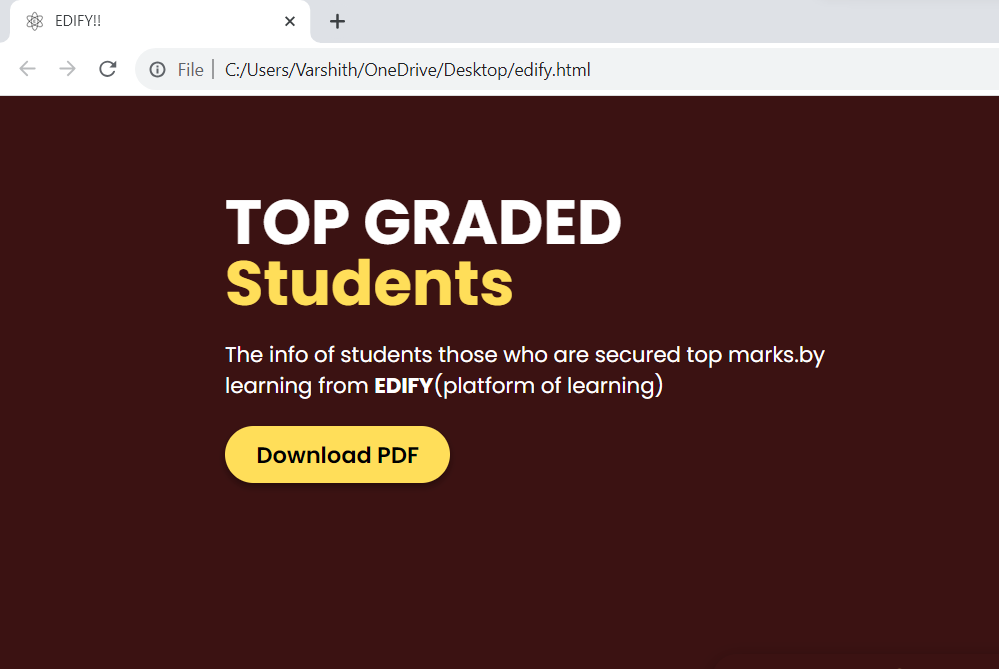 EDIFY!!
File | C:/Users/Varshith/OneDrive/Desktop/edify.html
TOP GRADED
Students
The info of students those who are secured top marks.by
learning from EDIFY(platform of learning)
Download PDF